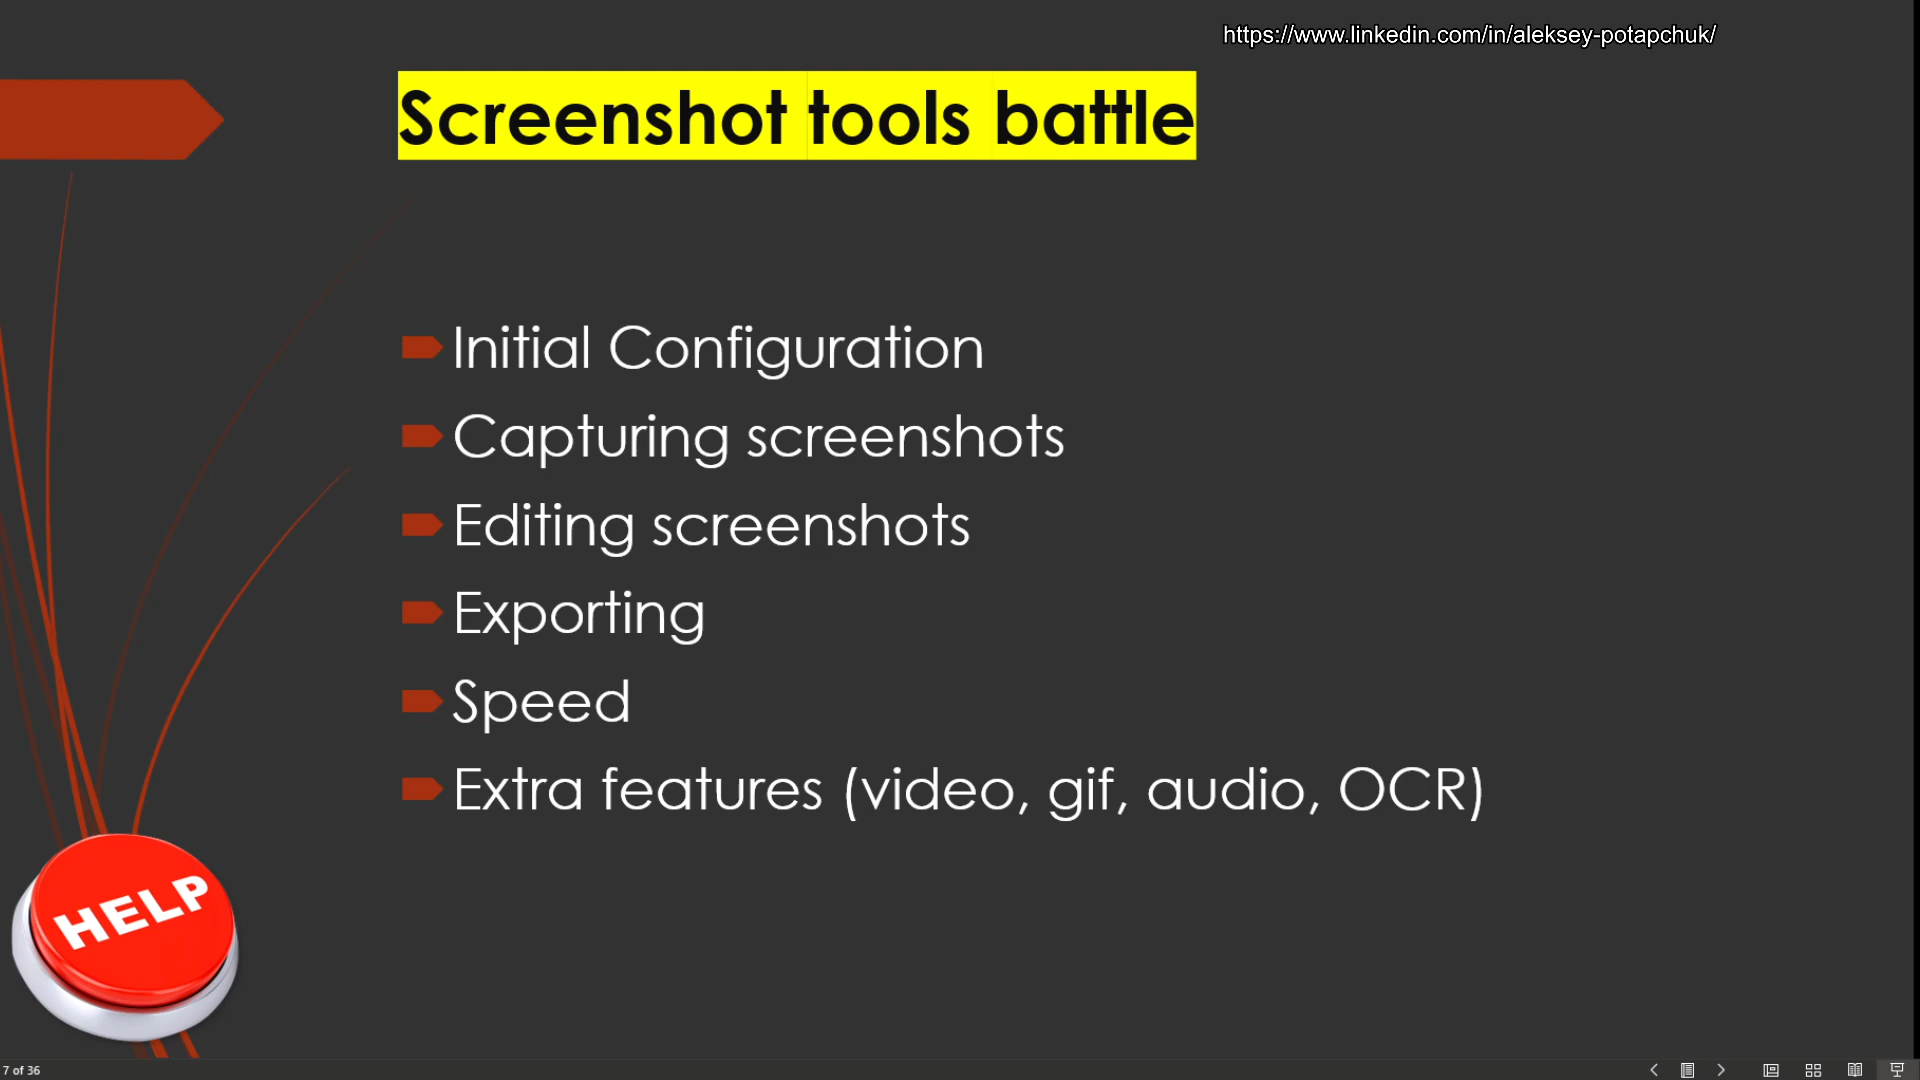 https://www.linkedin.com/in/aleksey-potapchuk/
Screenshot tools battle
Initial Configuration
Capturing screenshots
Editing screenshots
Exporting
Speed
Extra features (video, gif, audio, OCR)
HELP
7 of 36